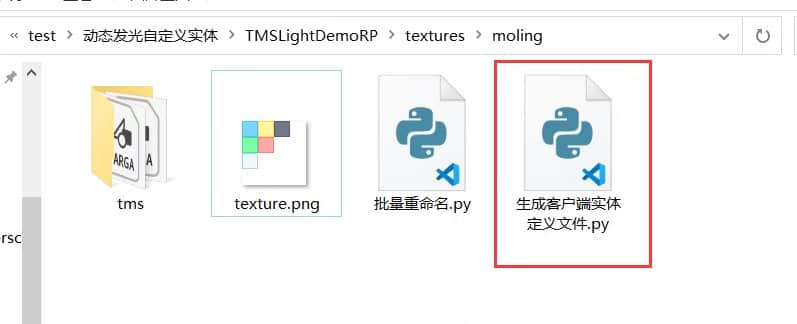 « test > 动态发光自定义实体 > TMSLightDemoRP > textures > moling
ARGA
tms
texture.png
批量重命名.py
生成客户端实体
定义文件.py
ersc